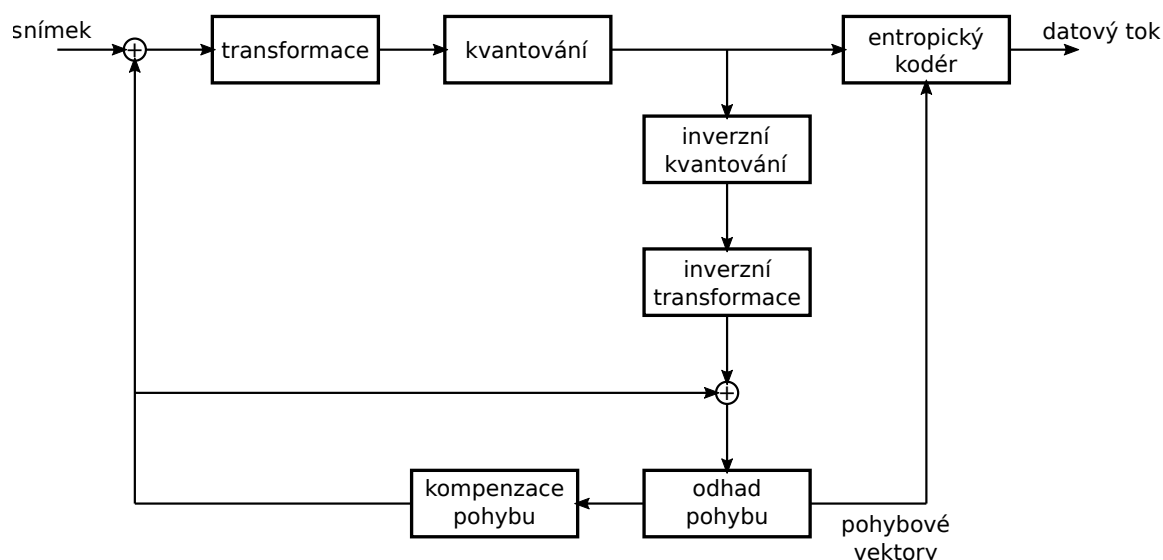 snímek
+
transformace
kvantování
entropický
kodér
datový tok
inverzní
kvantování
inverzní
transformace
+
kompenzace
pohybu
odhad
pohybu
pohybové
vektory